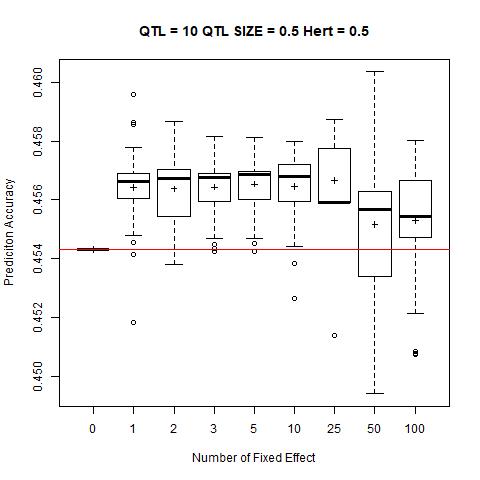 QTL = 10 QTL SIZE = 0.5 Hert = 0.5
0.460
0.458
0.456
0.454
0.452
0.450
Prediciton Accuracy
0 1 2 3 5 10 25 50 100
Number of Fixed Effect